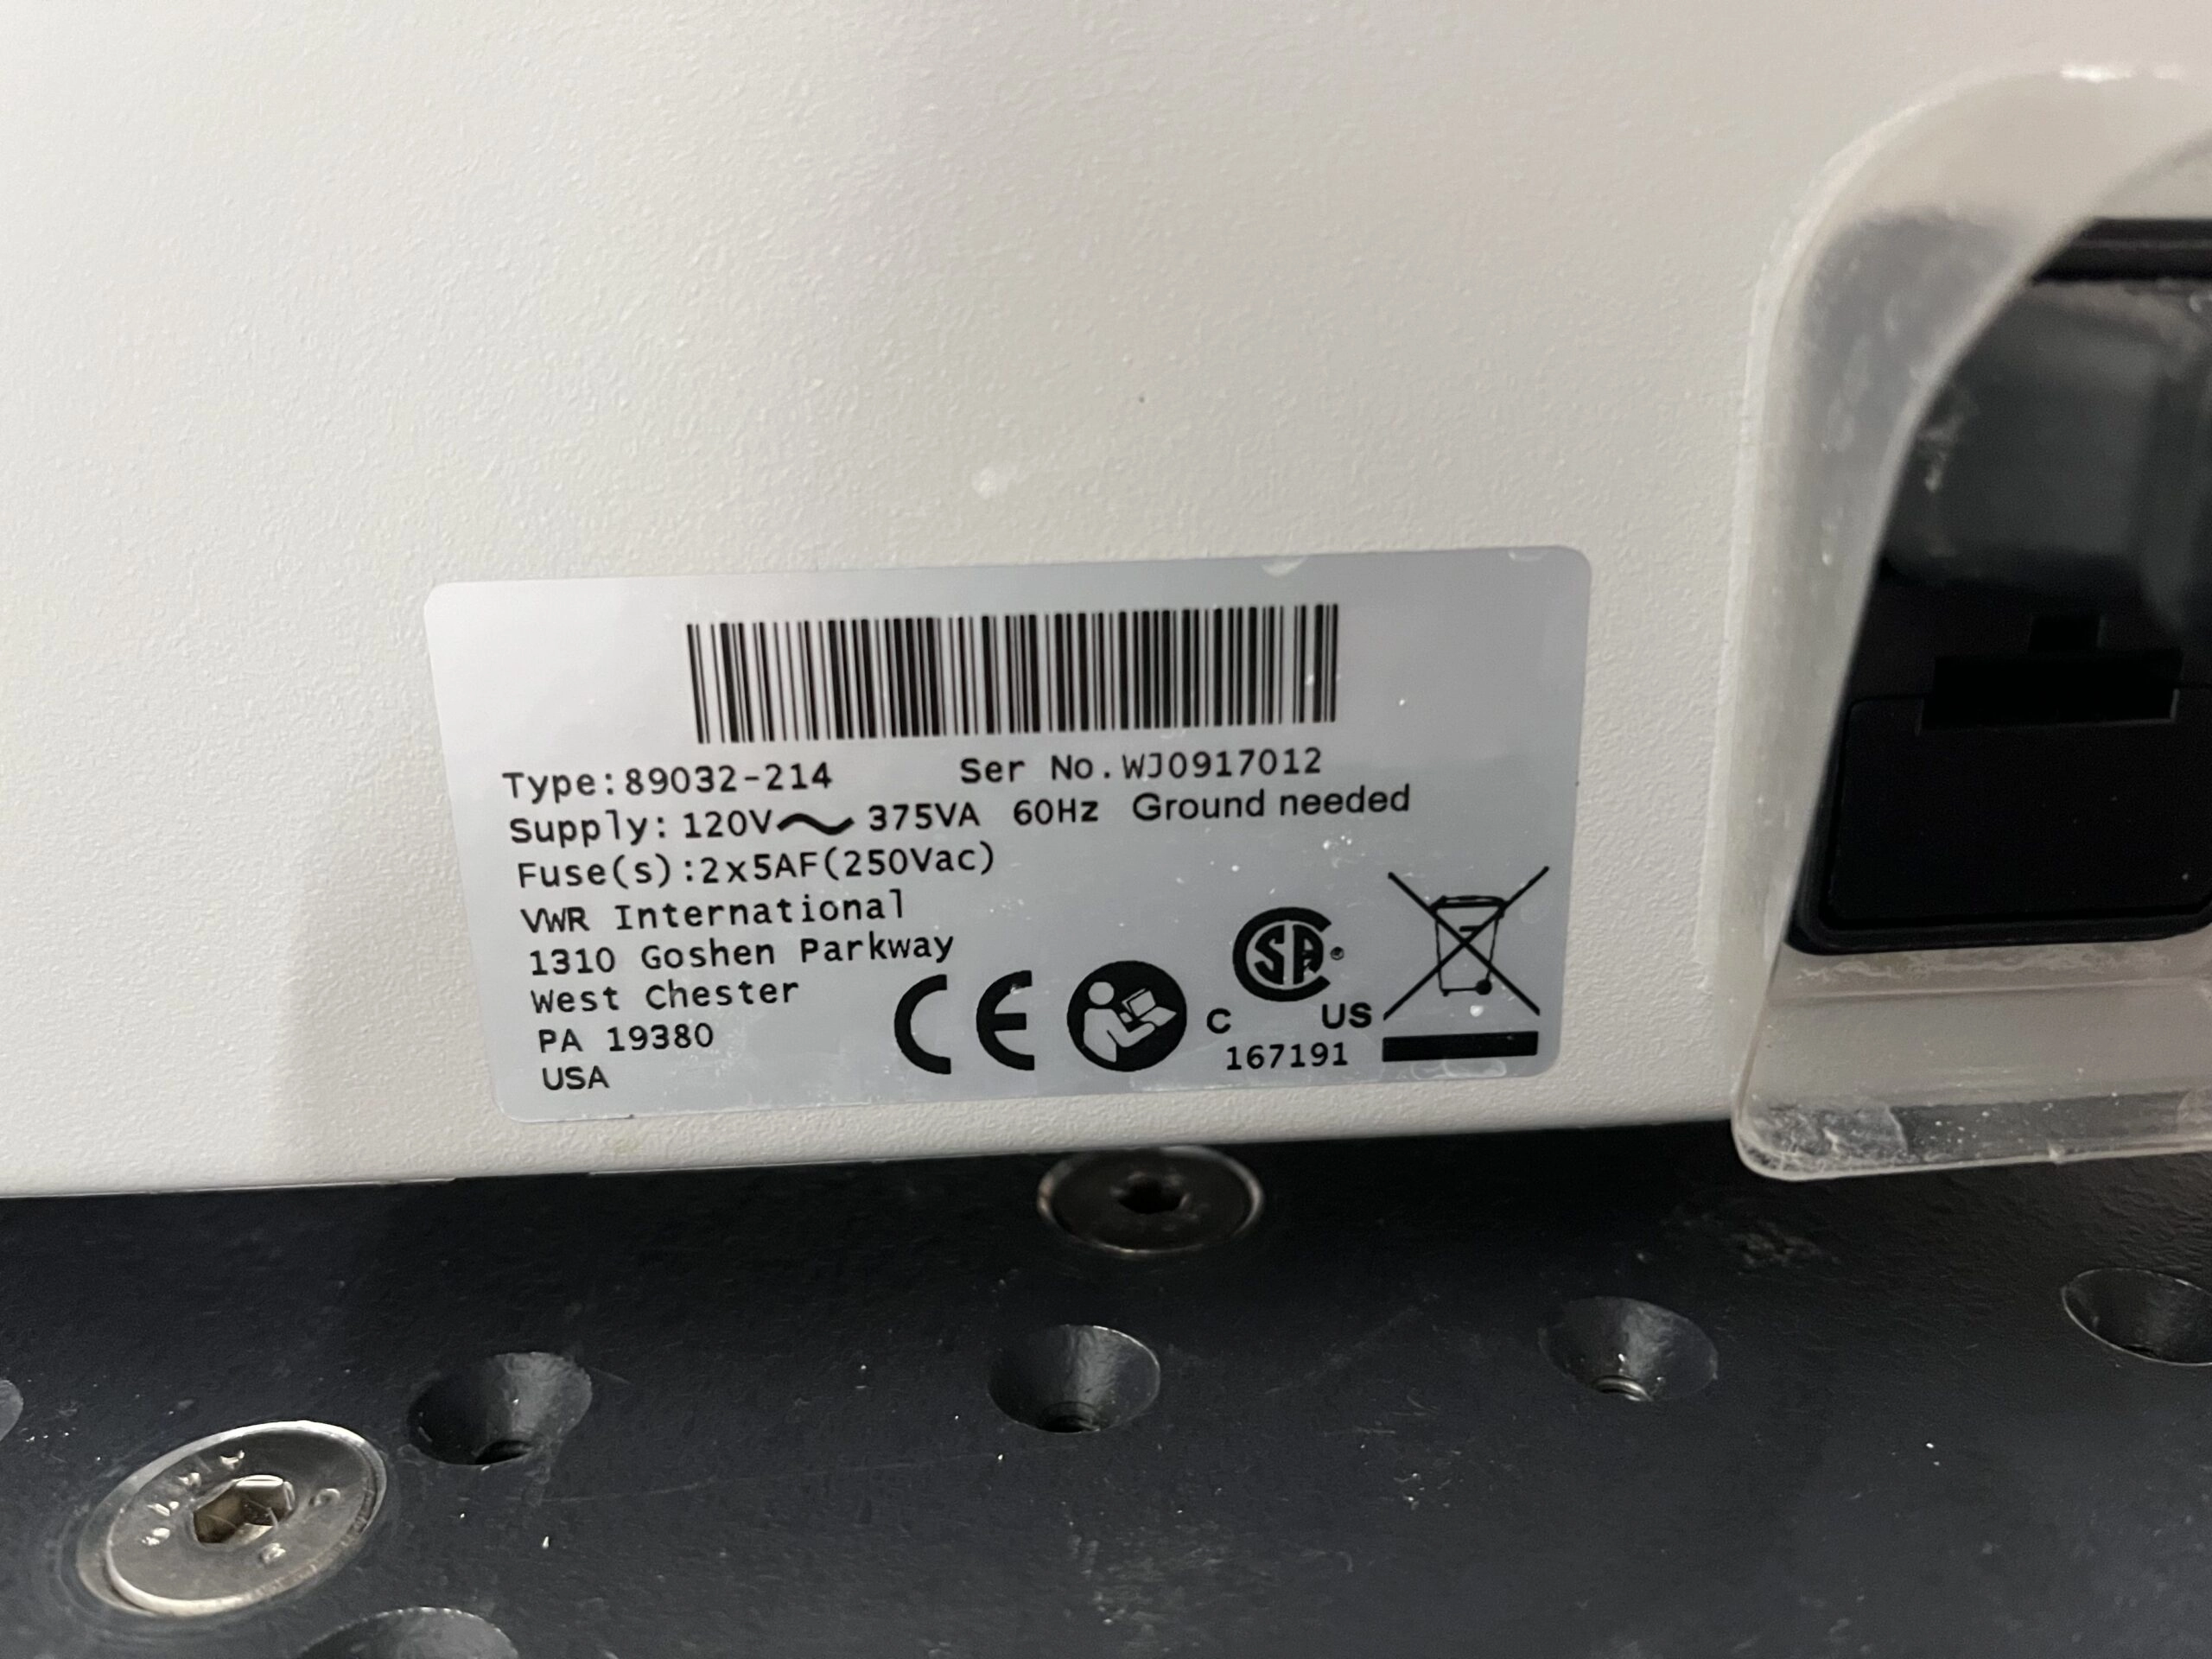 Type:89032-214 Ser No.WJ0917012
Supply: 120V~ 375VA 60Hz Ground needed
Fuse(s):2x5AF(250Vac)
VWR International
1310 Goshen Parkway
West Chester
PA 19380
USA
CE
SA
C US
167191